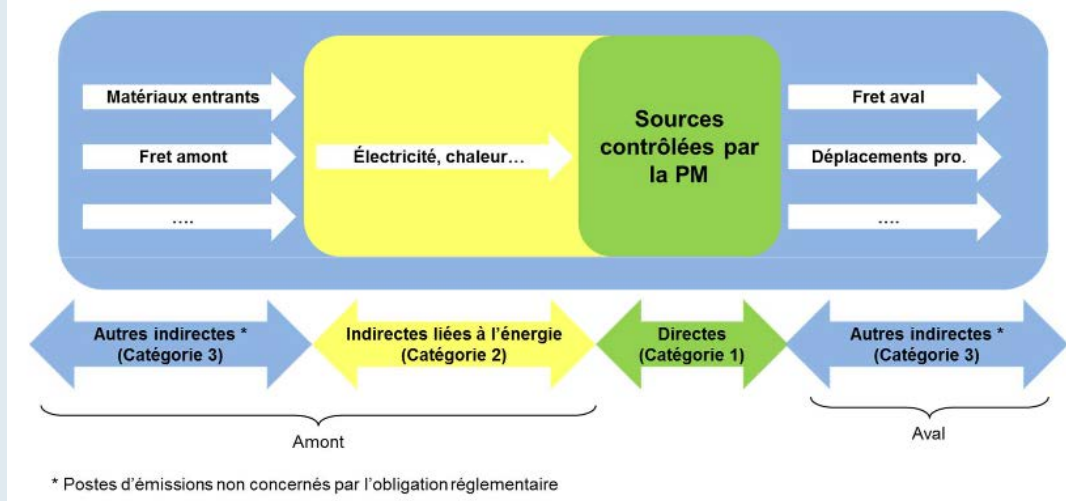 Matériaux entrants
Fret amont
....
Électricité, chaleur…
Sources
contrôlées par
la PM
Fret aval
Déplacements pro.
....
Autres indirectes *
(Catégorie 3)
Indirectes liées à l’énergie
(Catégorie 2)
Directes
(Catégorie 1)
Autres indirectes *
(Catégorie 3)
Amont
Aval
* Postes d’émissions non concernés par l’obligation réglementaire